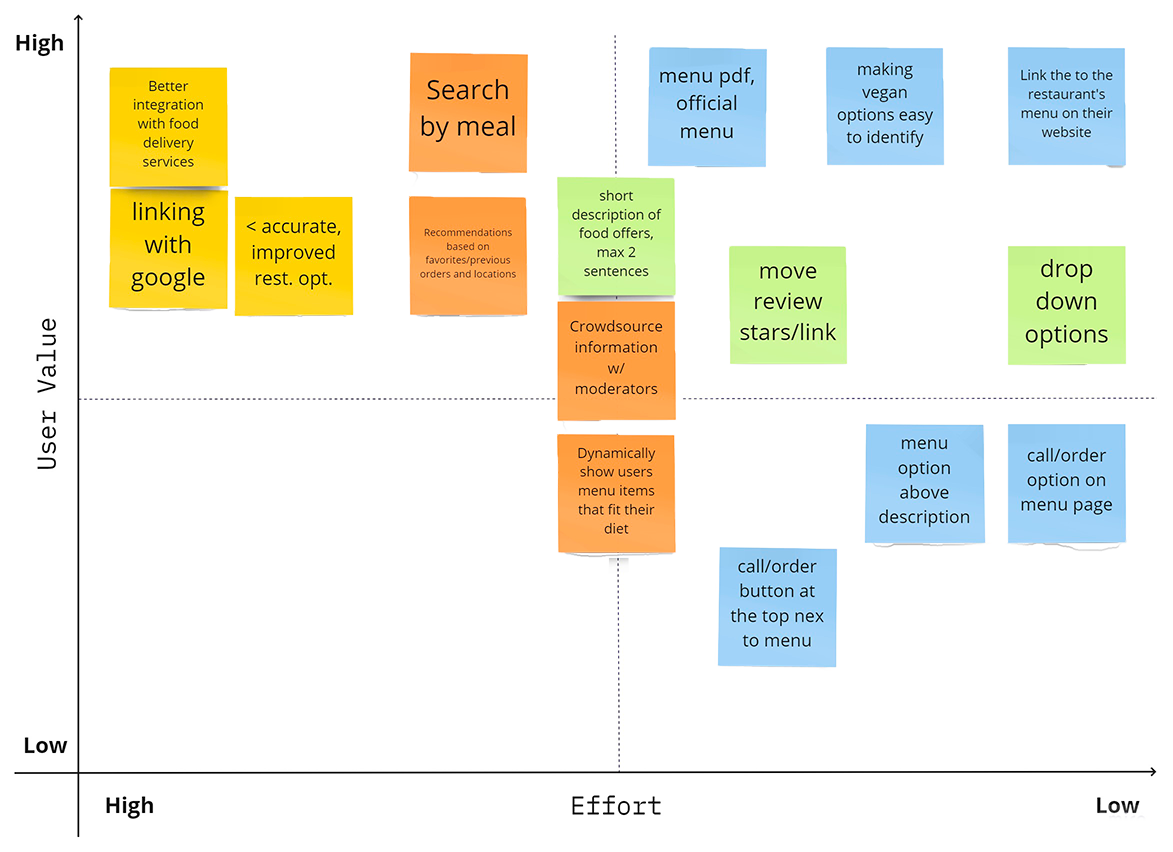 High
Better
integration
with food
delivery
services
Search
by meal
menu pdf,
official
menu
making
vegan
options easy
to identify
Link the to the
restaurant's
menu on their
website
linking
with
google
< accurate,
improved
rest. opt.
Recommendations
based on
favorites/previous
orders and locations
short
description of
food offers,
max 2
sentences
move
review
stars/link
drop
down
options
Crowdsource
information
w/
moderators
User Value
Dynamically
show users
menu items
that fit their
diet
menu
option
above
description
call/order
option on
menu page
call/order
button at
the top nex
to menu
Low
High
Effort
Low